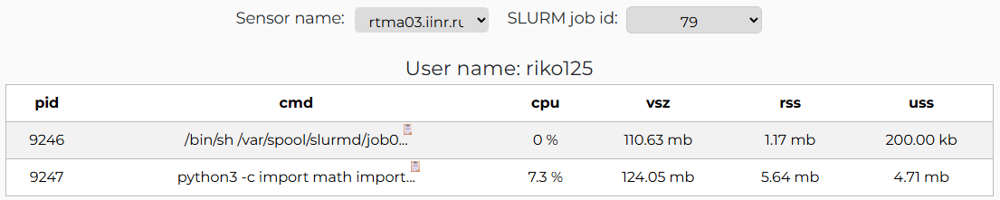 Sensor name: rtma03.iinr.ru SLURM job id: 79
User name: riko125
pid cmd cpu vsz rss uss
9246 /bin/sh /var/spool/slurmd/job0... 0 % 110.63 mb 1.17 mb 200.00 kb
9247 python3 -c import math import... 7.3 % 124.05 mb 5.64 mb 4.71 mb